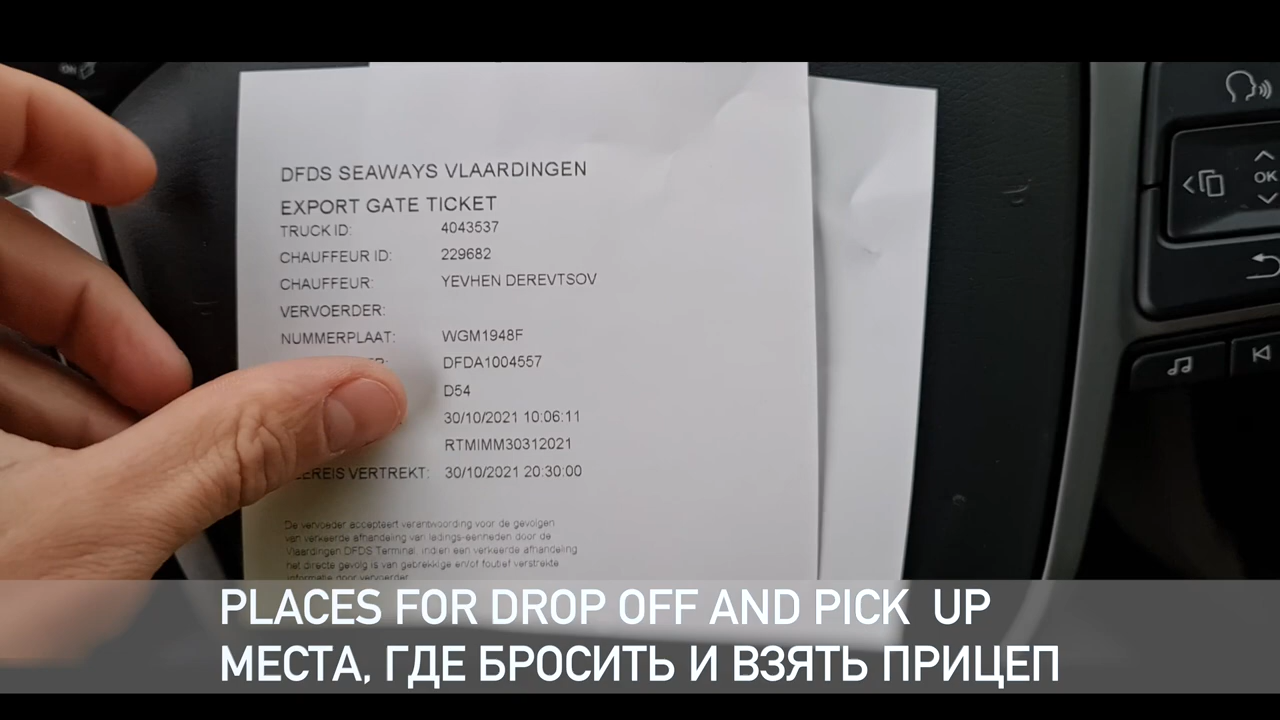 DFDS SEAWAYS VLAARDINGEN
EXPORT GATE TICKET
TRUCK ID: 4043537
CHAUFFEUR ID: 229682
CHAUFFEUR: YEVHEN DEREVTSOV
VERVOERDER:
NUMMERPLAAT: WGM1948F
DFDA1004557
D54
30/10/2021 10:06:11
RTMIMM30312021
VERTREKT: 30/10/2021 20:30:00
De vervoeder accepteert verantwoording voor de gevolgen
van verkeerde afhandeling van ladings-eenheden door de
Vlaardingen DFDS Terminal, indien een verkeerde afhandeling
het directe gevolg is van gebrekkige en/of foutief verstrekte
informatie door vervoerder
OK
PLACES FOR DROP OFF AND PICK UP
МЕСТА, ГДЕ БРОСИТЬ И ВЗЯТЬ ПРИЦЕП